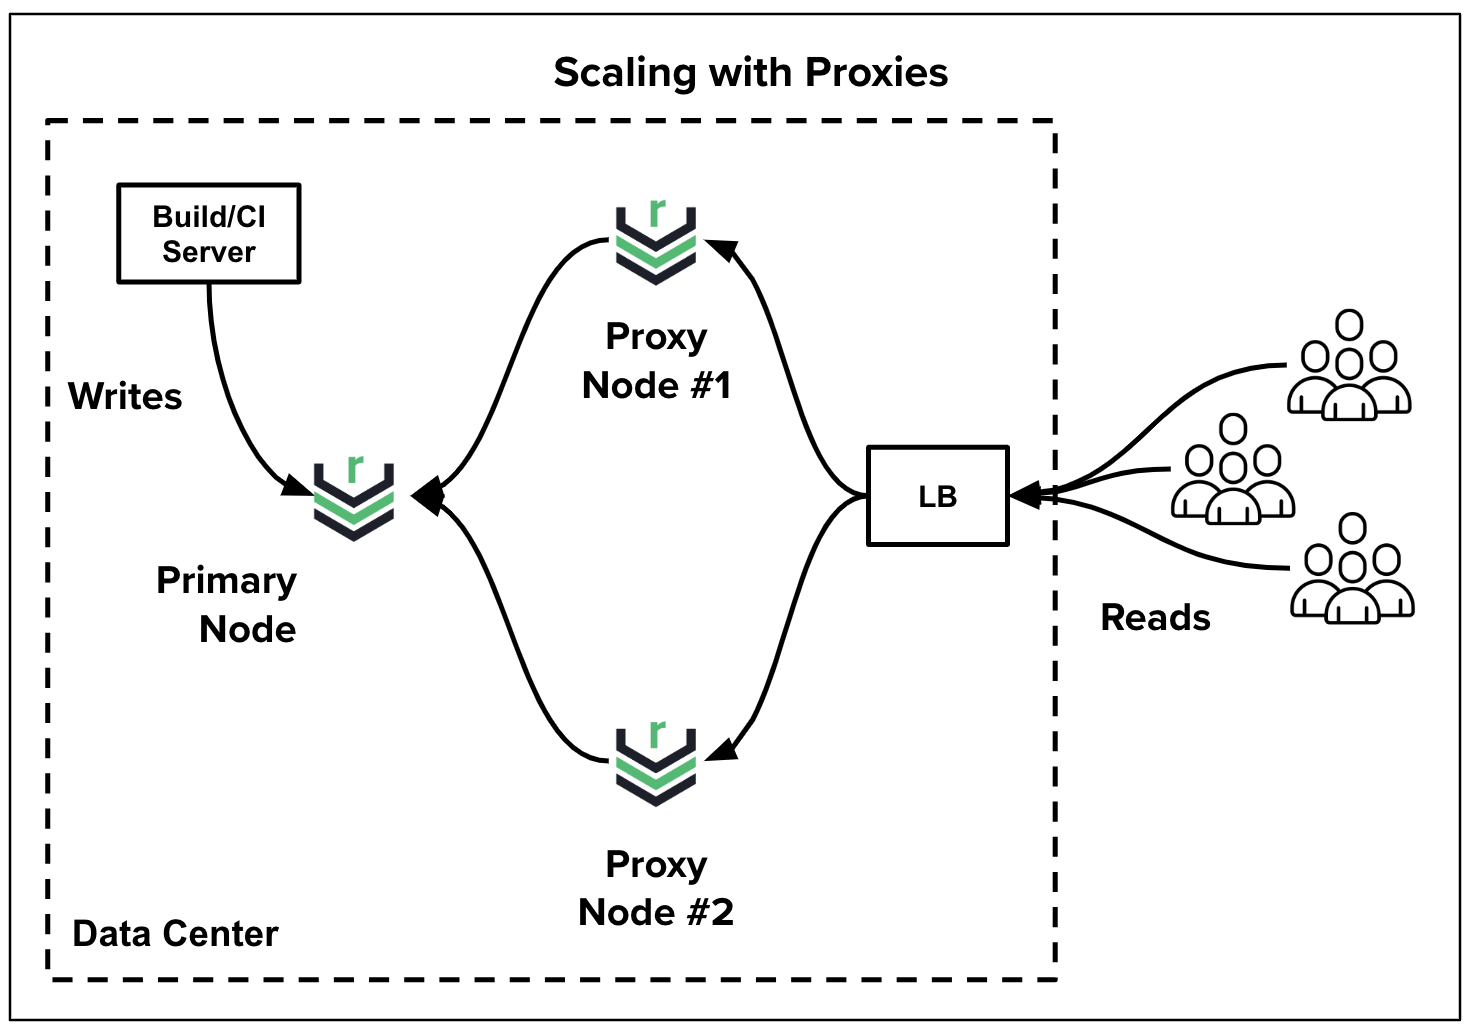 Scaling with Proxies
Build/CI
Server
r
Proxy
Node #1
Writes
r
LB
Primary
Node
Reads
r
Proxy
Node #2
Data Center